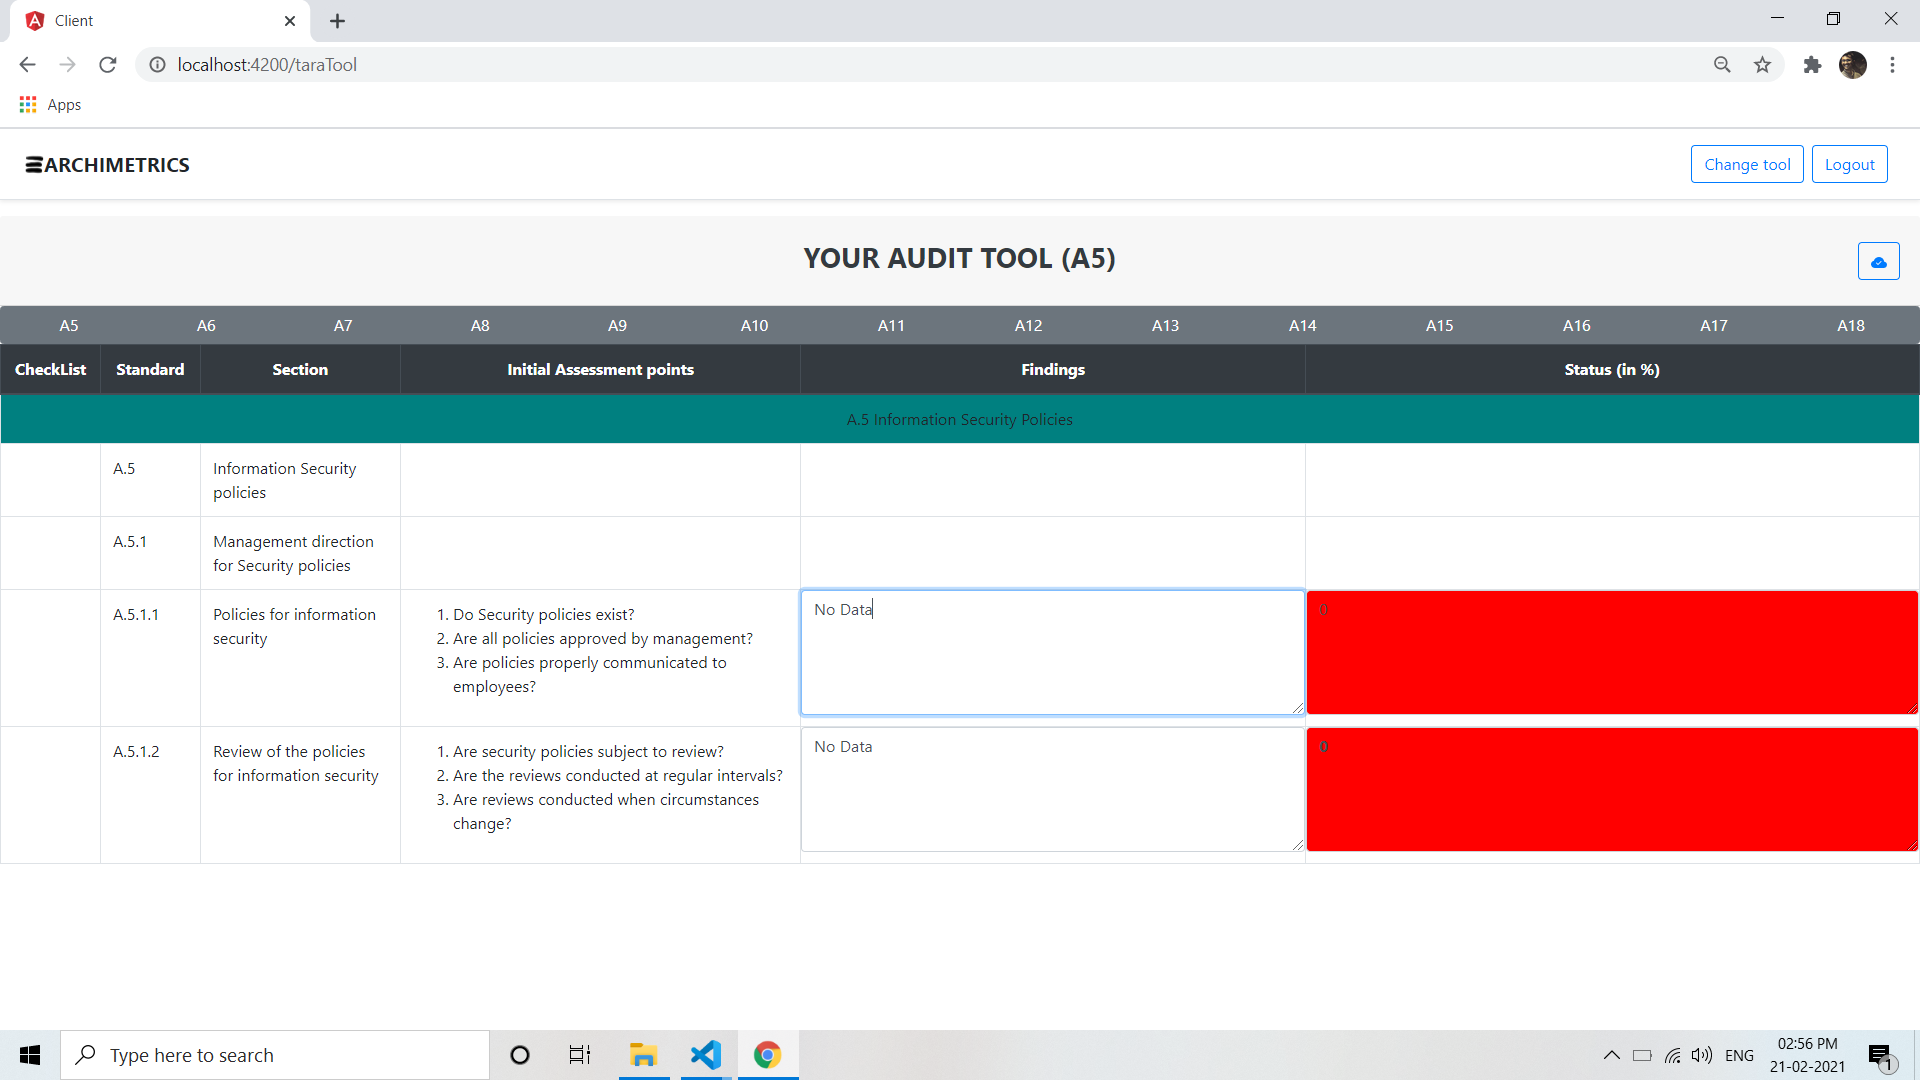 Client
localhost:4200/taraTool
Apps
ARCHIMETRICS
Change tool
Logout
YOUR AUDIT TOOL (A5)
A5 A6 A7 A8 A9 A10 A11 A12 A13 A14 A15 A16 A17 A18
CheckList Standard Section Initial Assessment points Findings Status (in %)
A.5 Information Security Policies
A.5 Information Security
policies
A.5.1 Management direction
for Security policies
A.5.1.1
Policies for information
security
1. Do Security policies exist?
2. Are all policies approved by management?
3. Are policies properly communicated to
employees?
No Data
0
A.5.1.2
Review of the policies
for information security
1. Are security policies subject to review?
2. Are the reviews conducted at regular intervals?
3. Are reviews conducted when circumstances
change?
No Data
0
Type here to search
ENG
02:56 PM
21-02-2021
1